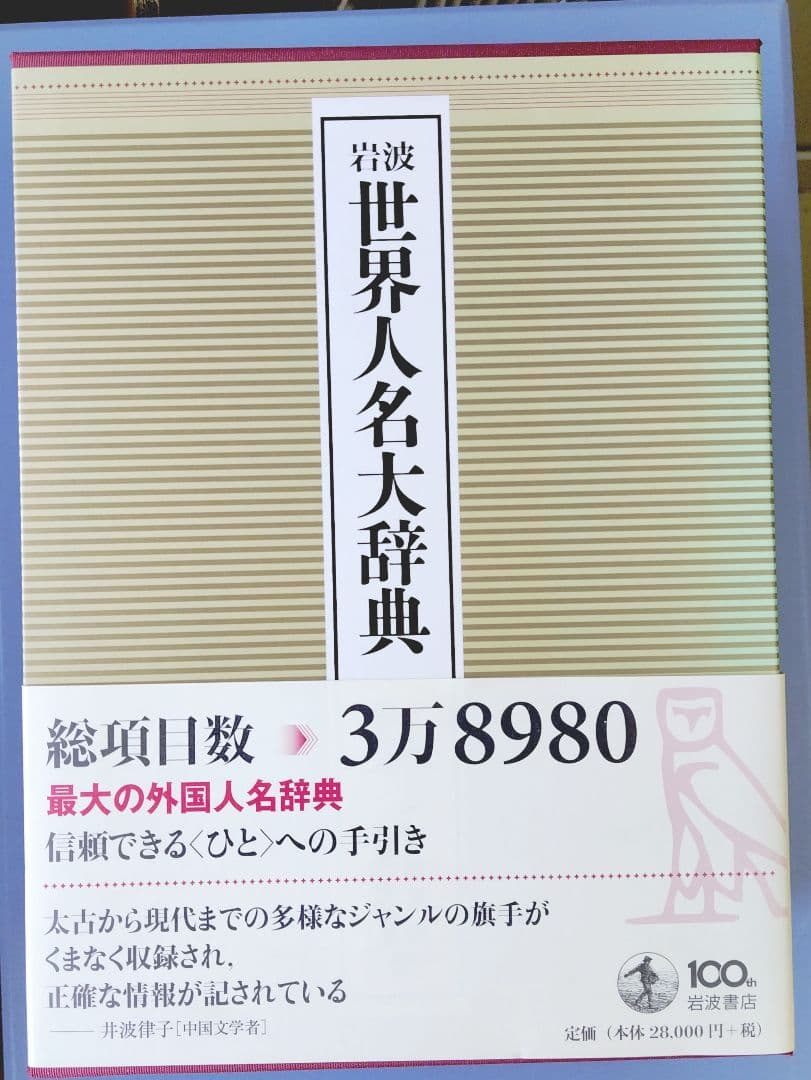 岩波
世界人名大辞典
総項目数 3万8980
最大の外国人名辞典
信頼できる〈ひと〉への手引き
太古から現代までの多様なジャンルの旗手が
くまなく収録され,
正確な情報が記されている
——井波律子[中国文学者]
100th
岩波書店
定価(本体28,000円+税)